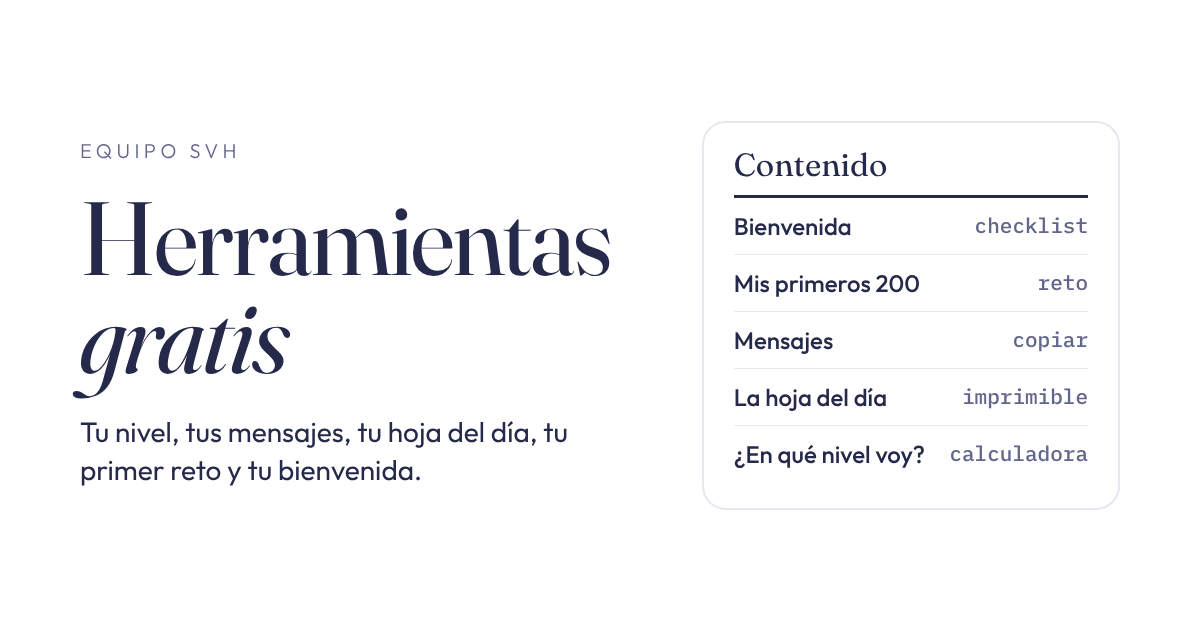 EQUIPO SVH
Herramientas
gratis
Tu nivel, tus mensajes, tu hoja del día, tu
primer reto y tu bienvenida.
Contenido
Bienvenida checklist
Mis primeros 200 reto
Mensajes copiar
La hoja del día imprimible
¿En qué nivel voy? calculadora